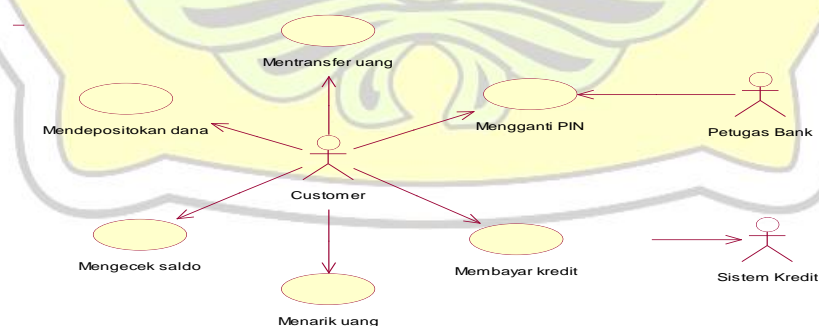 Mentransfer uang
Mendepositokan dana
Mengganti PIN
Petugas Bank
Customer
Mengecek saldo
Membayar kredit
Sistem Kredit
Menarik uang